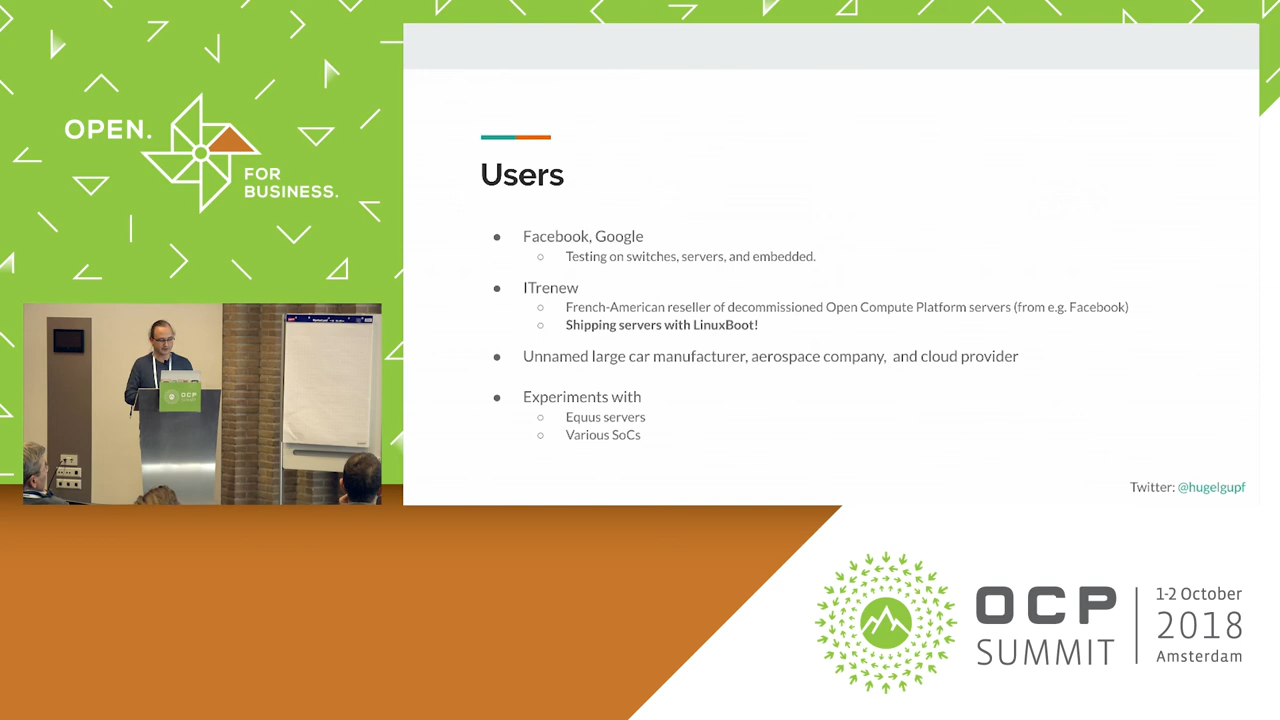 OPEN.
FOR
BUSINESS.
Users
Facebook, Google
Testing on switches, servers, and embedded.
ITrenew
French-American reseller of decommissioned Open Compute Platform servers (from e.g. Facebook)
Shipping servers with LinuxBoot!
Unnamed large car manufacturer, aerospace company, and cloud provider
Experiments with
Equus servers
Various SoCs
Twitter: @hugelgupf
OCP
SUMMIT
OCP
SUMMIT
1-2 October
2018
Amsterdam